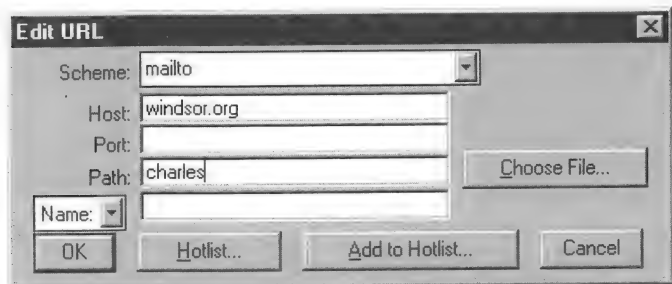 Edit URL
Scheme: mailto
Host: windsor.org
Port:
Path: charles
Choose File...
Name:
OK Hotlist... Add to Hotlist... Cancel